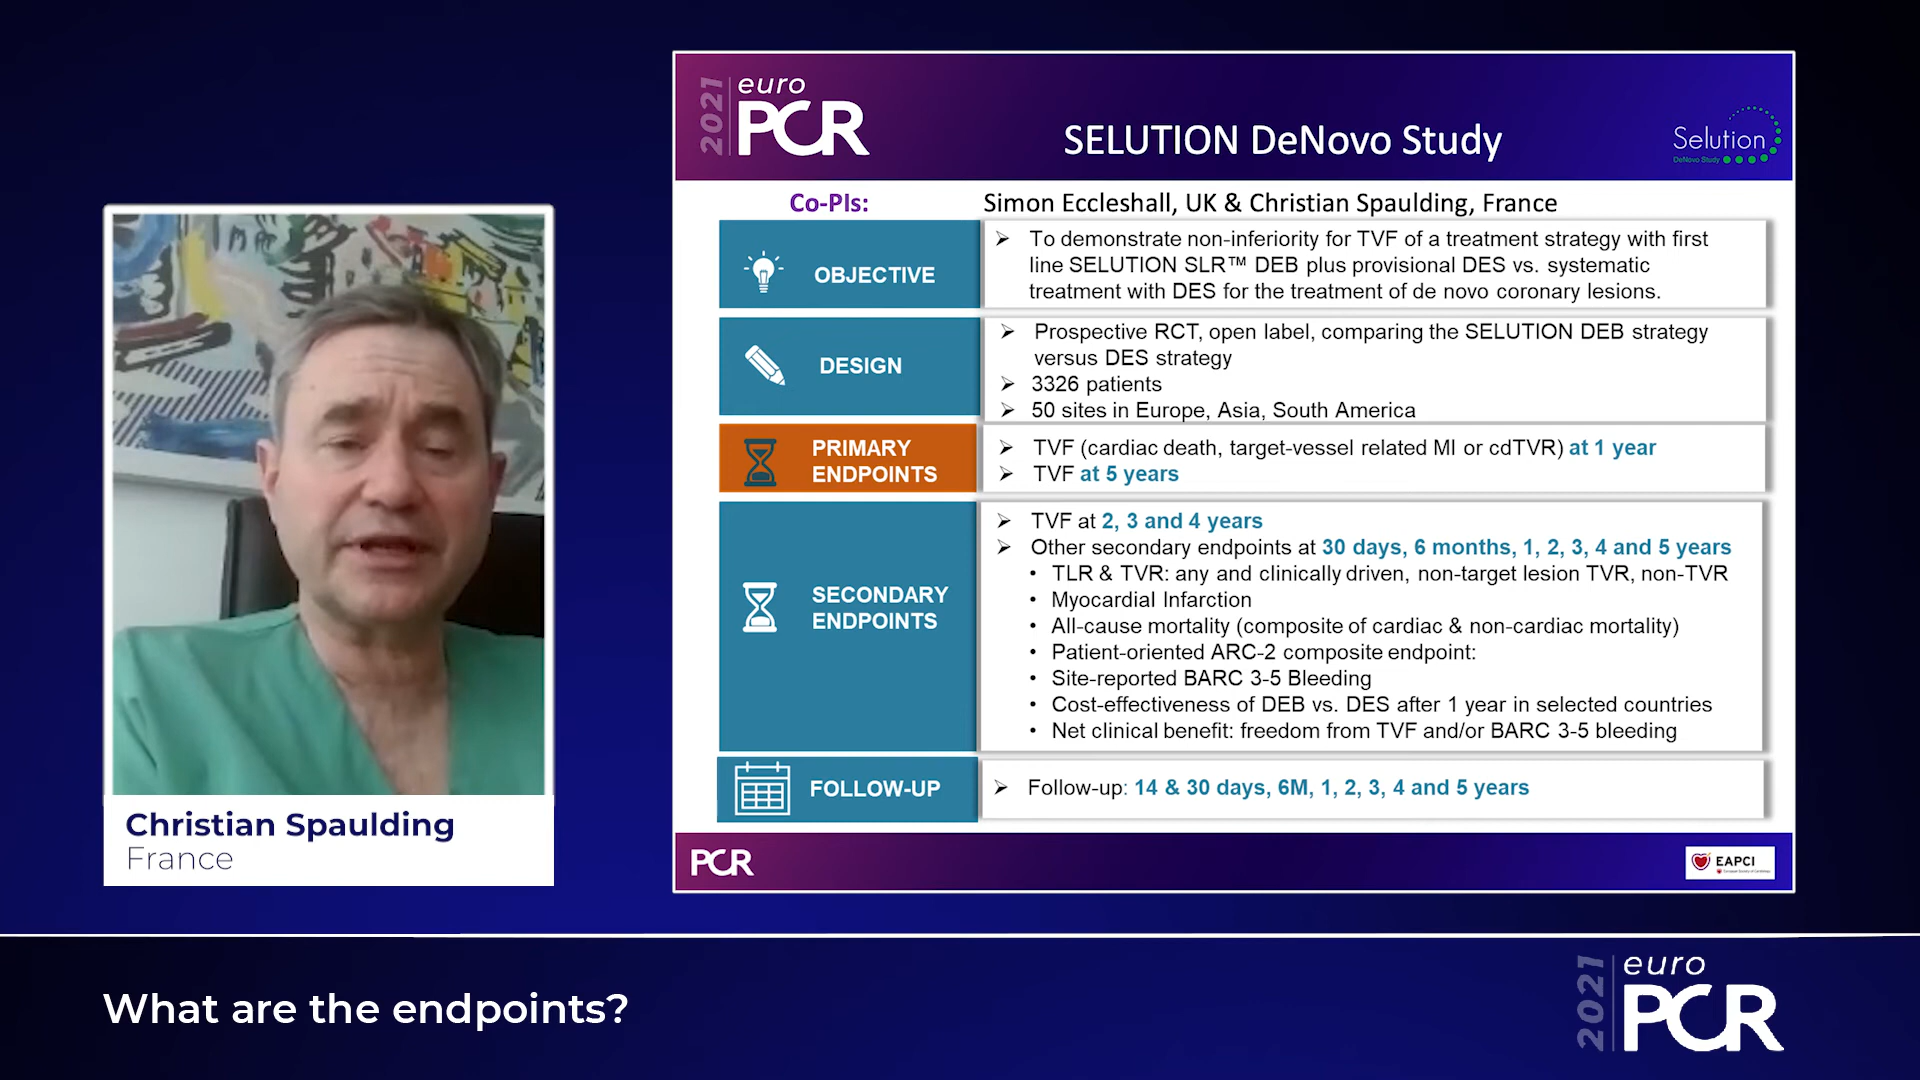 2021
euro
PCR
SELUTION DeNovo Study
Selution
DeNovo Study
Co-PIs:
Simon Eccleshall, UK & Christian Spaulding, France
OBJECTIVE
➢ To demonstrate non-inferiority for TVF of a treatment strategy with first
line SELUTION SLR™ DEB plus provisional DES vs. systematic
treatment with DES for the treatment of de novo coronary lesions.
DESIGN
➢ Prospective RCT, open label, comparing the SELUTION DEB strategy
versus DES strategy
➢ 3326 patients
➢ 50 sites in Europe, Asia, South America
PRIMARY
ENDPOINTS
➢ TVF (cardiac death, target-vessel related MI or cdTVR) at 1 year
➢ TVF at 5 years
SECONDARY
ENDPOINTS
➢ TVF at 2, 3 and 4 years
➢ Other secondary endpoints at 30 days, 6 months, 1, 2, 3, 4 and 5 years
• TLR & TVR: any and clinically driven, non-target lesion TVR, non-TVR
• Myocardial Infarction
• All-cause mortality (composite of cardiac & non-cardiac mortality)
• Patient-oriented ARC-2 composite endpoint:
• Site-reported BARC 3-5 Bleeding
• Cost-effectiveness of DEB vs. DES after 1 year in selected countries
• Net clinical benefit: freedom from TVF and/or BARC 3-5 bleeding
FOLLOW-UP
➢ Follow-up: 14 & 30 days, 6M, 1, 2, 3, 4 and 5 years
PCR
EAPCI
Christian Spaulding
France
What are the endpoints?
2021
euro
PCR